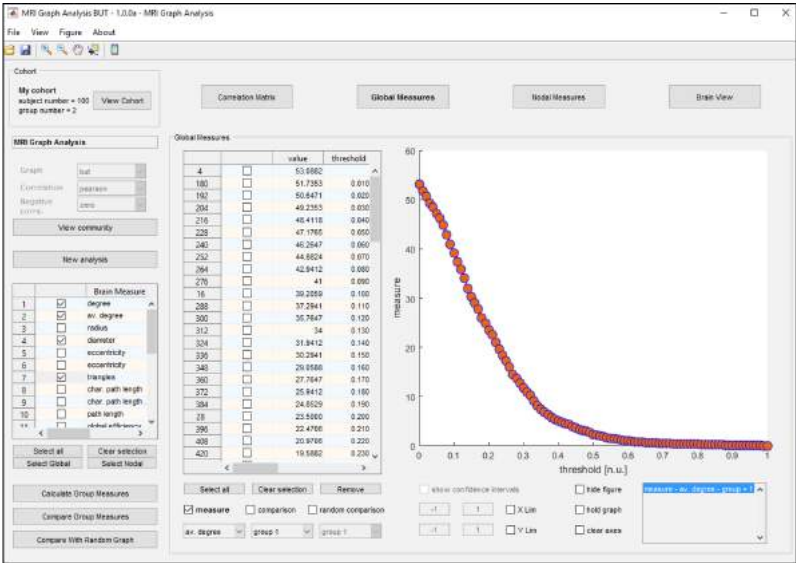 MRI Graph Analysis BUT - 1.0.0a - MRI Graph Analysis
File View Figure About
Cohort
My cohort
subject number = 100
group number = 2
View Cohort
Correlation Matrix
Global Measures
Nodal Measures
Brain View
MRI Graph Analysis
Graph
but
Correlation
pearson
Negative
corrs.
zero
View community
New analysis
Brain Measure
1 degree
2 av. degree
3 radius
4 diameter
5 eccentricity
6 eccentricity
7 triangles
8 char. path length
9 char. path length
10 path length
11 global efficiency
Select all Clear selection
Select Global Select Nodal
Calculate Group Measures
Compare Group Measures
Compare With Random Graph
Global Measures
value threshold
4 53.0882
180 51.7353 0.010
192 50.6471 0.020
204 49.2353 0.030
216 48.4118 0.040
228 47.1765 0.050
240 46.2647 0.060
252 44.8824 0.070
264 42.9412 0.080
276 41 0.090
16 39.2059 0.100
288 37.2941 0.110
300 35.7647 0.120
312 34 0.130
324 31.9412 0.140
336 30.2941 0.150
348 29.0588 0.160
360 27.7647 0.170
372 25.9412 0.180
384 24.8529 0.190
28 23.5880 0.200
396 22.4706 0.210
408 20.9706 0.220
420 19.5882 0.230
Select all Clear selection Remove
measure comparison random comparison
av. degree group 1 group 1
60
50
40
30
20
10
0
measure
0 0.1 0.2 0.3 0.4 0.5 0.6 0.7 0.8 0.9 1
threshold [n.u.]
show confidence intervals
-1 1 X Lim
-1 1 Y Lim
hide figure
hold graph
clear axes
measure - av. degree - group = 1